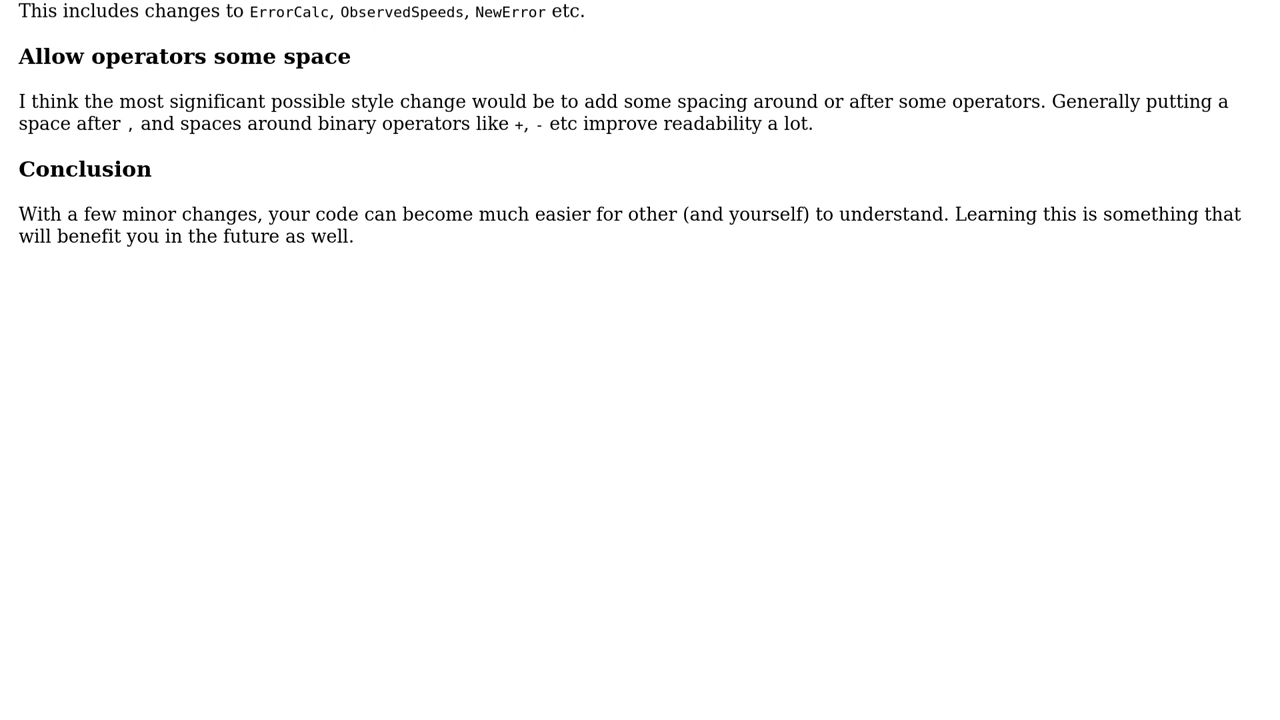 This includes changes to ErrorCalc, ObservedSpeeds, NewError etc.
Allow operators some space
I think the most significant possible style change would be to add some spacing around or after some operators. Generally putting a
space after , and spaces around binary operators like +, - etc improve readability a lot.
Conclusion
With a few minor changes, your code can become much easier for other (and yourself) to understand. Learning this is something that
will benefit you in the future as well.